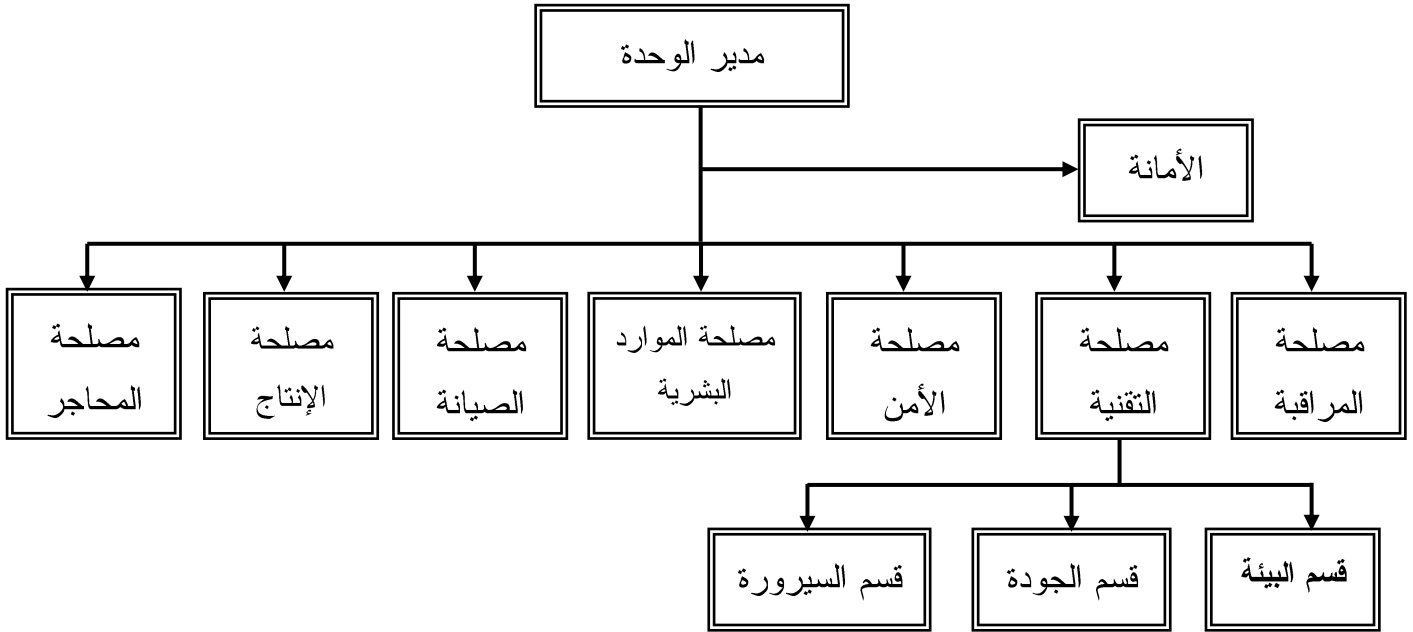 مدير الوحدة
الأمانة
مصلحة
المراقبة
مصلحة
التقنية
مصلحة
الأمن
مصلحة الموارد
البشرية
مصلحة
الصيانة
مصلحة
الإنتاج
مصلحة
المحاجر
قسم البيئة
قسم الجودة
قسم السيرورة